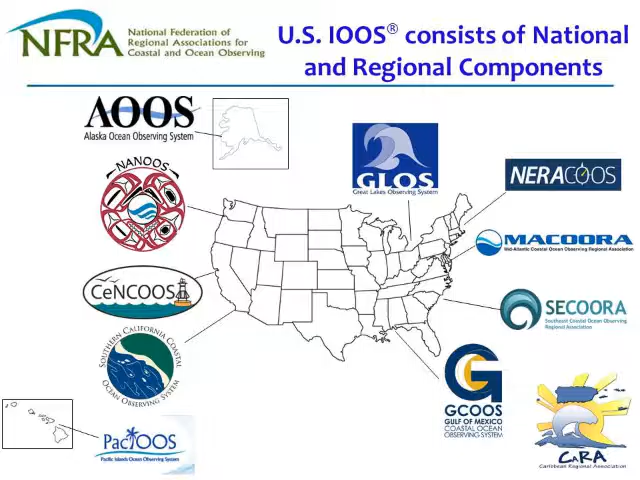 NFRA
National Federation of
Regional Associations for
Coastal and Ocean Observing
U.S. IOOS® consists of National
and Regional Components
AOOS
Alaska Ocean Observing System
NANOOS
GLOS
Great Lakes Observing System
NERACOOS
MACOORA
Mid-Atlantic Coastal Ocean Observing Regional Association
CeNCOOS
SECOORA
Southeast Coastal Ocean Observing
Regional Association
SOUTHERN CALIFORNIA COASTAL
OCEAN OBSERVING SYSTEM
GCOOS
GULF OF MEXICO
COASTAL OCEAN
OBSERVING SYSTEM
PacIOOS
Pacific Islands Ocean Observing System
CaRA
Caribbean Regional Association